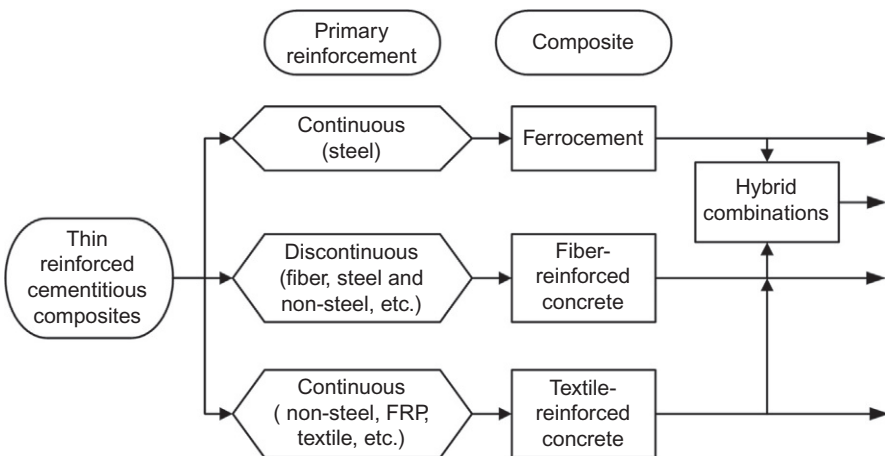 Primary
reinforcement
Composite
Continuous
(steel)
Ferrocement
Hybrid
combinations
Thin
reinforced
cementitious
composites
Discontinuous
(fiber, steel and
non-steel, etc.)
Fiber-
reinforced
concrete
Continuous
( non-steel, FRP,
textile, etc.)
Textile-
reinforced
concrete